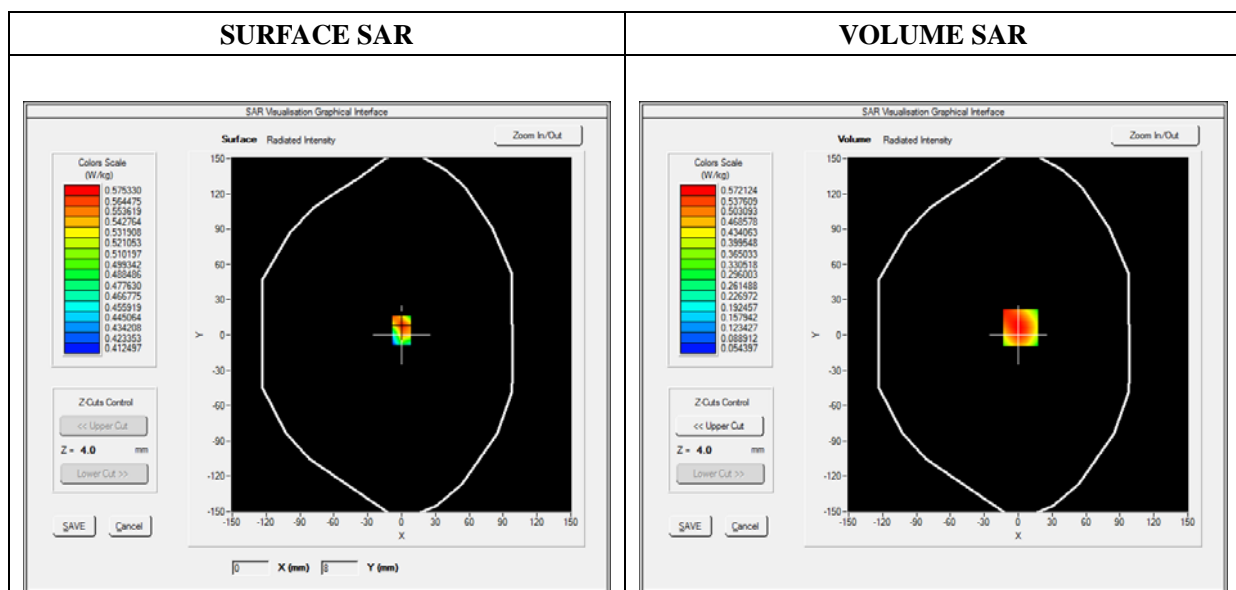 SURFACE SAR
VOLUME SAR
SAR Visualisation Graphical Interface
Surface Radiated Intensity
Zoom In/Out
Colors Scale
(W/kg)
0.575330
0.564475
0.553619
0.542764
0.531908
0.521053
0.510197
0.499342
0.488486
0.477630
0.466775
0.455919
0.445064
0.434208
0.423353
0.412497
Z-Cuts Control
<< Upper Cut
Z = 4.0 mm
Lower Cut >>
SAVE Cancel
150
120
90
60
30
0
-30
-60
-90
-120
-150
Y
-150 -120 -90 -60 -30 0 30 60 90 120 150
X
0 X (mm) 8 Y (mm)
SAR Visualisation Graphical Interface
Volume Radiated Intensity
Zoom In/Out
Colors Scale
(W/kg)
0.572124
0.537609
0.503093
0.468578
0.434063
0.399548
0.365033
0.330518
0.296003
0.261488
0.226972
0.192457
0.157942
0.123427
0.088912
0.054397
Z-Cuts Control
<< Upper Cut
Z = 4.0 mm
Lower Cut >>
SAVE Cancel
150
120
90
60
30
0
-30
-60
-90
-120
-150
Y
-150 -120 -90 -60 -30 0 30 60 90 120 150
X